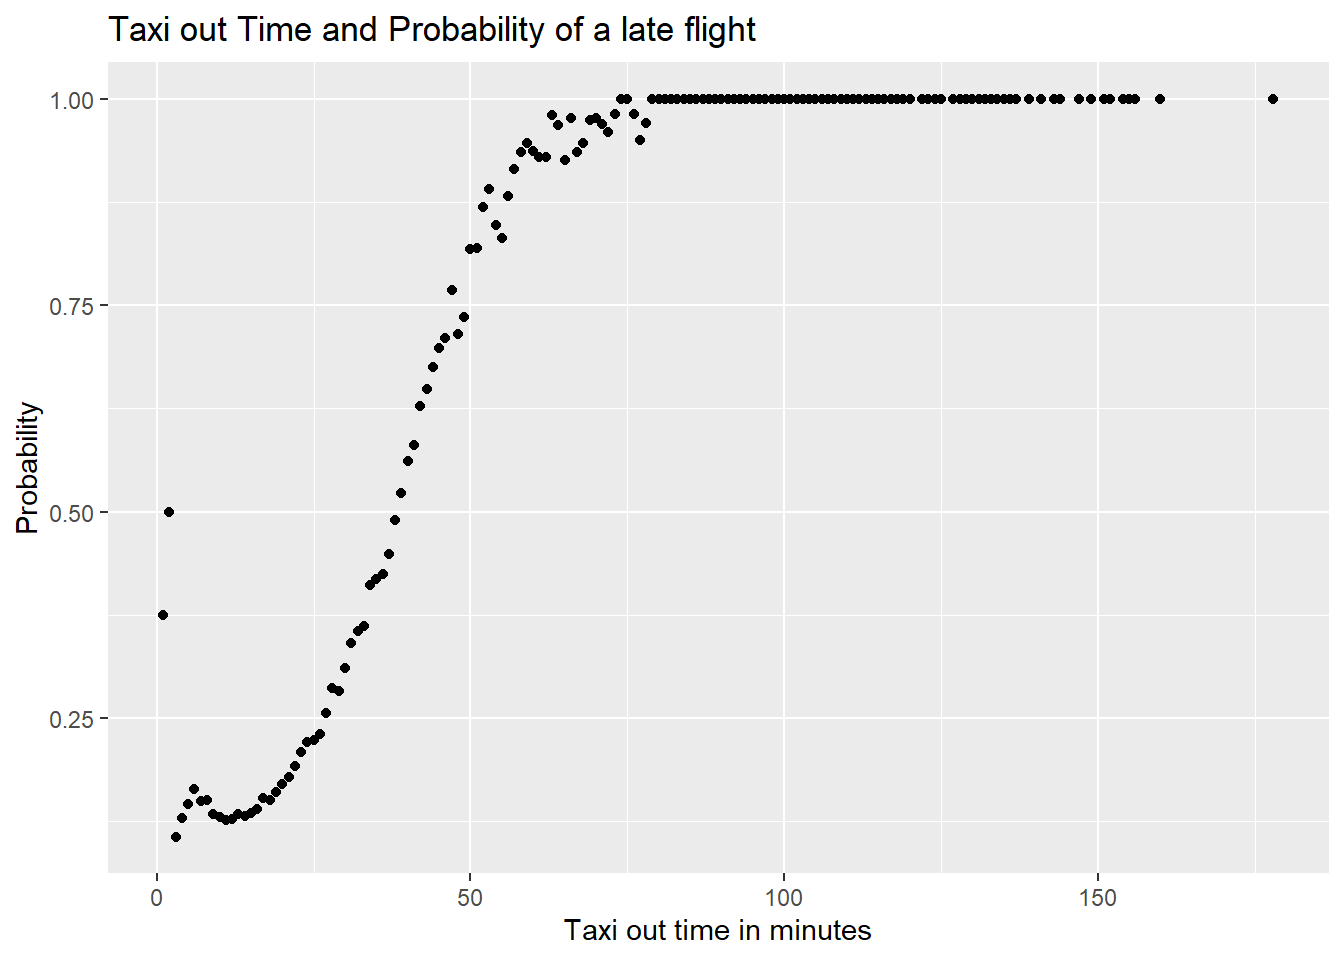 Taxi out Time and Probability of a late flight
1.00
0.75
0.50
0.25
Probability
0 50 100 150
Taxi out time in minutes